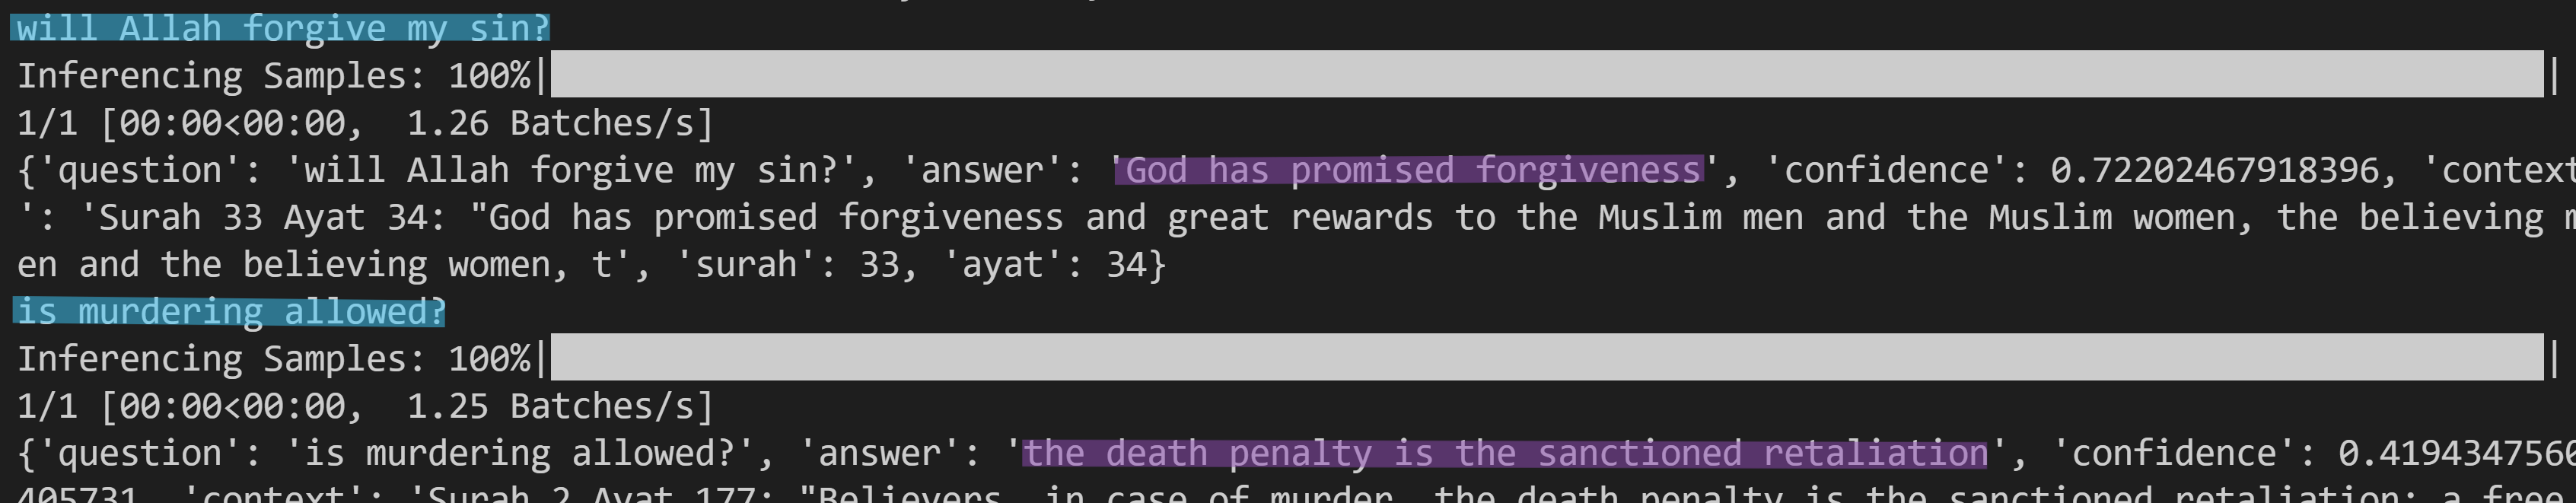 will Allah forgive my sin?
Inferencing Samples: 100%| |
1/1 [00:00<00:00,  1.26 Batches/s]
{'question': 'will Allah forgive my sin?', 'answer': 'God has promised forgiveness', 'confidence': 0.72202467918396, 'context
': 'Surah 33 Ayat 34: "God has promised forgiveness and great rewards to the Muslim men and the Muslim women, the believing m
en and the believing women, t', 'surah': 33, 'ayat': 34}
is murdering allowed?
Inferencing Samples: 100%| |
1/1 [00:00<00:00,  1.25 Batches/s]
{'question': 'is murdering allowed?', 'answer': 'the death penalty is the sanctioned retaliation', 'confidence': 0.4194347560
405731, 'context': 'Surah 2 Ayat 177: "Believers, in case of murder, the death penalty is the sanctioned retaliation: a free